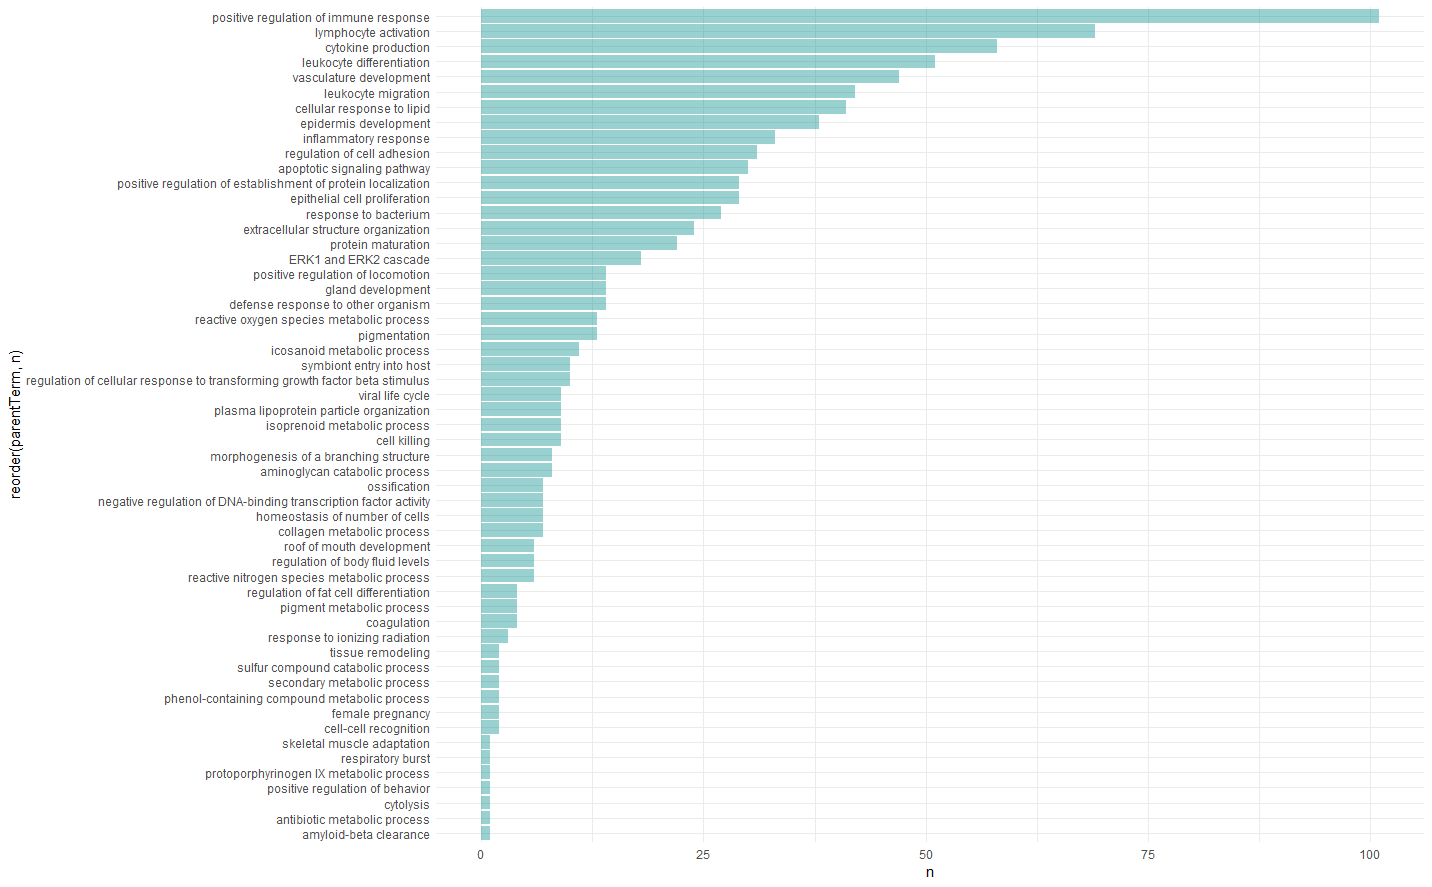 positive regulation of immune response
lymphocyte activation
cytokine production
leukocyte differentiation
vasculature development
leukocyte migration
cellular response to lipid
epidermis development
inflammatory response
regulation of cell adhesion
apoptotic signaling pathway
positive regulation of establishment of protein localization
epithelial cell proliferation
response to bacterium
extracellular structure organization
protein maturation
ERK1 and ERK2 cascade
positive regulation of locomotion
gland development
defense response to other organism
reactive oxygen species metabolic process
pigmentation
icosanoid metabolic process
symbiont entry into host
regulation of cellular response to transforming growth factor beta stimulus
viral life cycle
plasma lipoprotein particle organization
isoprenoid metabolic process
cell killing
morphogenesis of a branching structure
aminoglycan catabolic process
ossification
negative regulation of DNA-binding transcription factor activity
homeostasis of number of cells
collagen metabolic process
roof of mouth development
regulation of body fluid levels
reactive nitrogen species metabolic process
regulation of fat cell differentiation
pigment metabolic process
coagulation
response to ionizing radiation
tissue remodeling
sulfur compound catabolic process
secondary metabolic process
phenol-containing compound metabolic process
female pregnancy
cell-cell recognition
skeletal muscle adaptation
respiratory burst
protoporphyrinogen IX metabolic process
positive regulation of behavior
cytolysis
antibiotic metabolic process
amyloid-beta clearance
reorder(parentTerm, n)
0 25 50 75 100
n